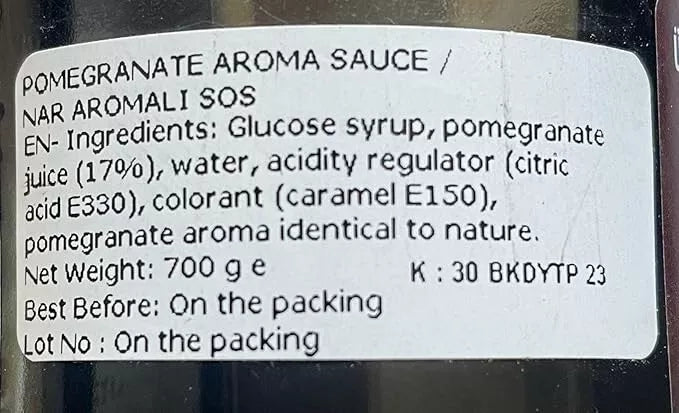 POMEGRANATE AROMA SAUCE /
NAR AROMALI SOS
EN- Ingredients: Glucose syrup, pomegranate
juice (17%), water, acidity regulator (citric
acid E330), colorant (caramel E150),
pomegranate aroma identical to nature.
Net Weight: 700 g e
K : 30 BKDYTP 23
Best Before: On the packing
Lot No : On the packing